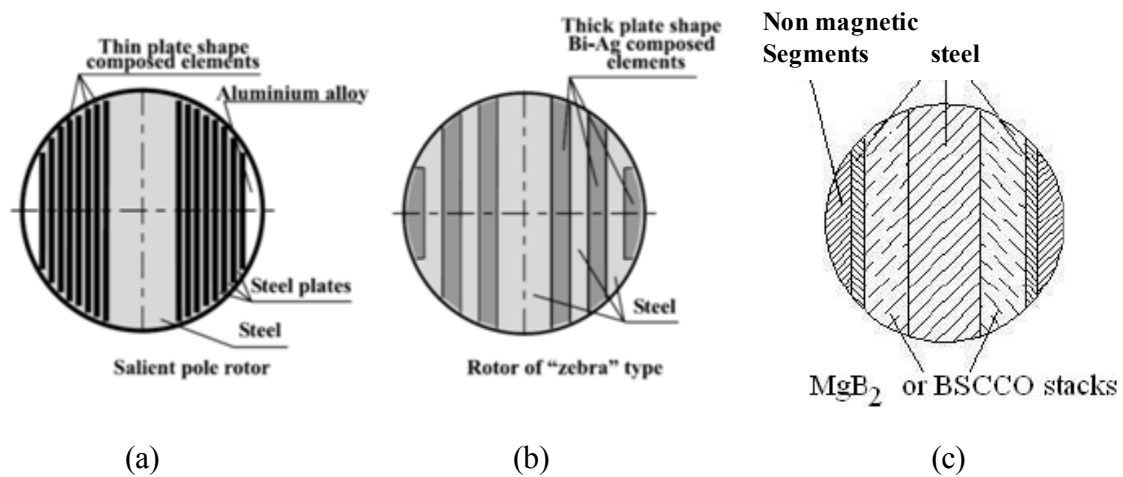 Thin plate shape
composed elements
Aluminium alloy
Steel plates
Steel
Salient pole rotor
Thick plate shape
Bi-Ag composed
elements
Steel
Rotor of "zebra" type
Non magnetic
Segments steel
MgB2 or BSCCO stacks
(a) (b) (c)